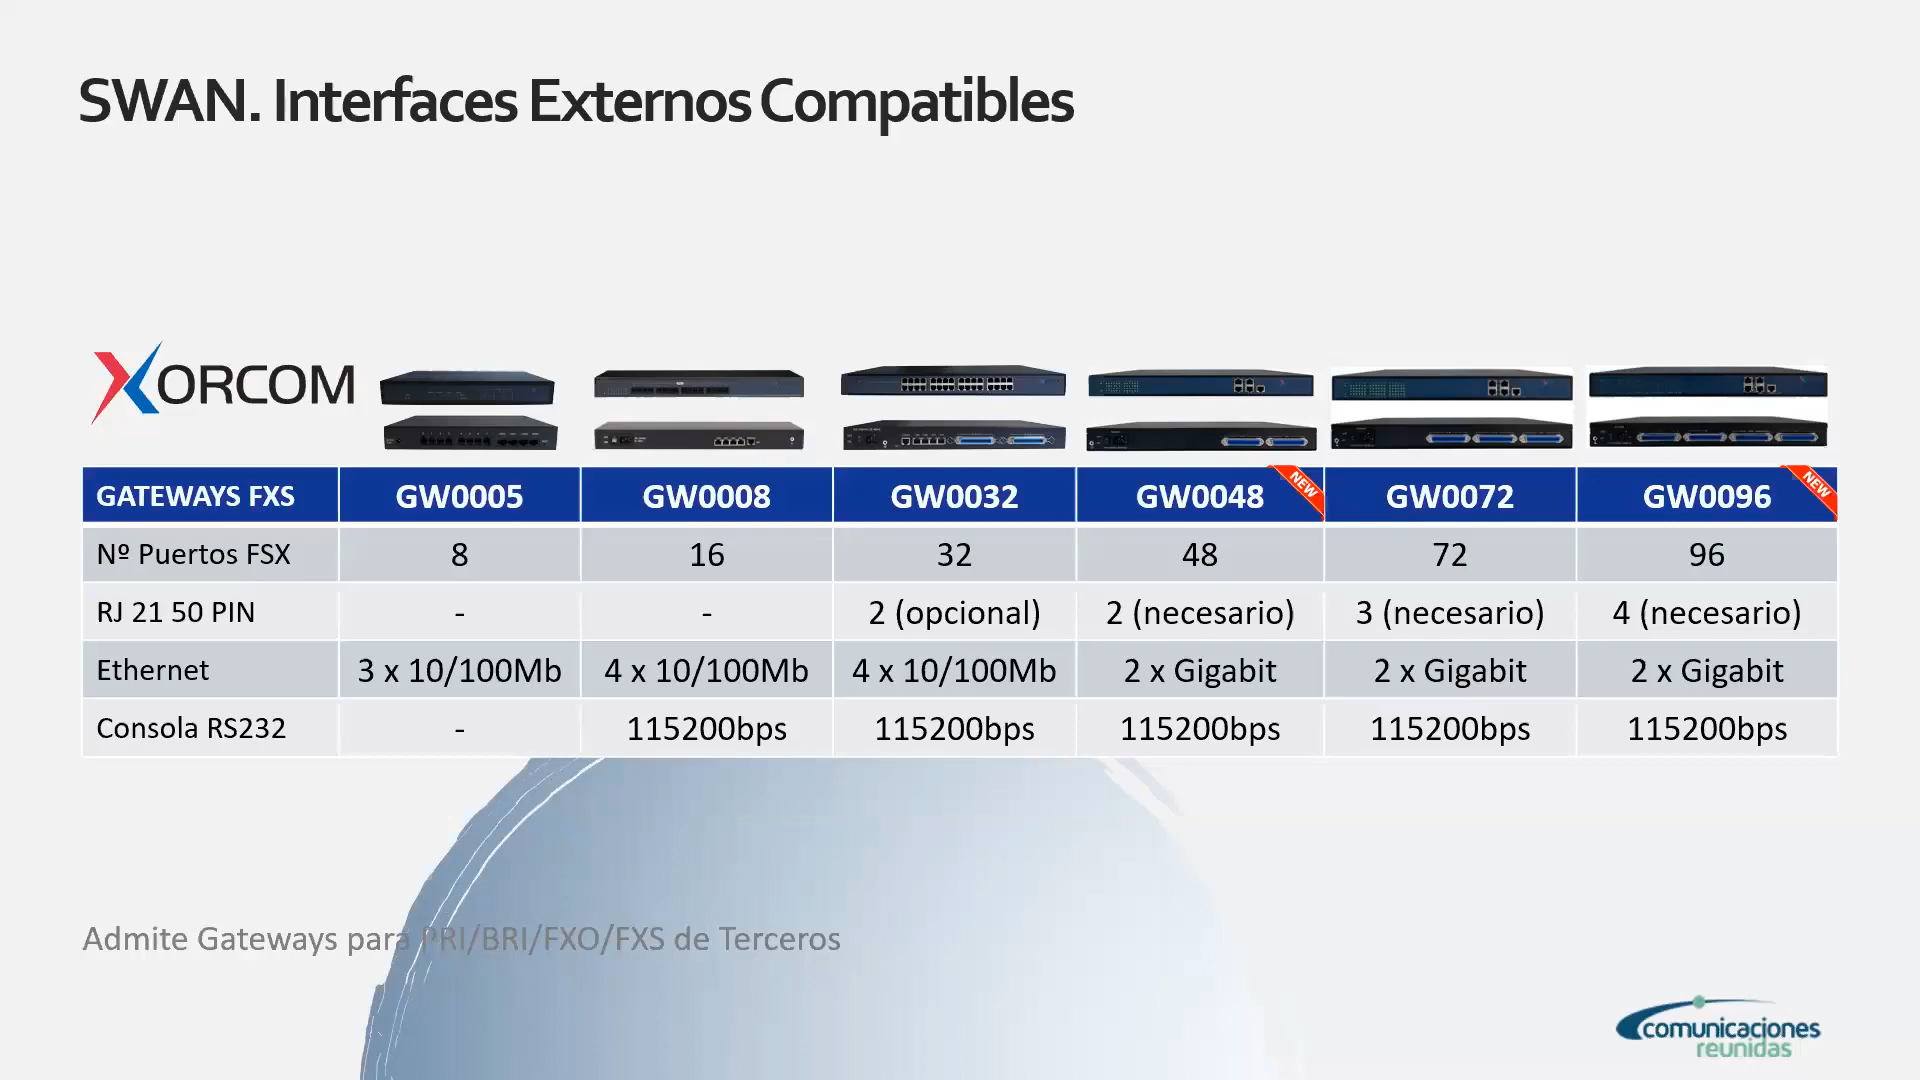 SWAN. Interfaces Externos Compatibles
XORCOM
GATEWAYS FXS GW0005 GW0008 GW0032 GW0048 NEW GW0072 GW0096 NEW
Nº Puertos FSX 8 16 32 48 72 96
RJ 21 50 PIN - - 2 (opcional) 2 (necesario) 3 (necesario) 4 (necesario)
Ethernet 3 x 10/100Mb 4 x 10/100Mb 4 x 10/100Mb 2 x Gigabit 2 x Gigabit 2 x Gigabit
Consola RS232 - 115200bps 115200bps 115200bps 115200bps 115200bps
Admite Gateways para PRI/BRI/FXO/FXS de Terceros
comunicaciones
reunidas